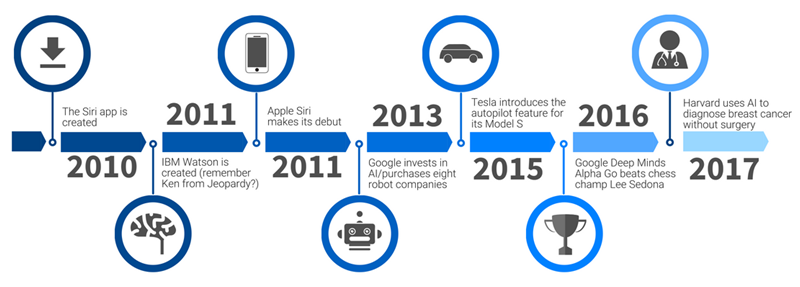 The Siri app is
created
2010
2011
IBM Watson is
created (remember
Ken from Jeopardy?)
Apple Siri
makes its debut
2011
2013
Google invests in
AI/purchases eight
robot companies
Tesla introduces the
autopilot feature for
its Model S
2015
2016
Google Deep Minds
Alpha Go beats chess
champ Lee Sedona
Harvard uses AI to
diagnose breast cancer
without surgery
2017